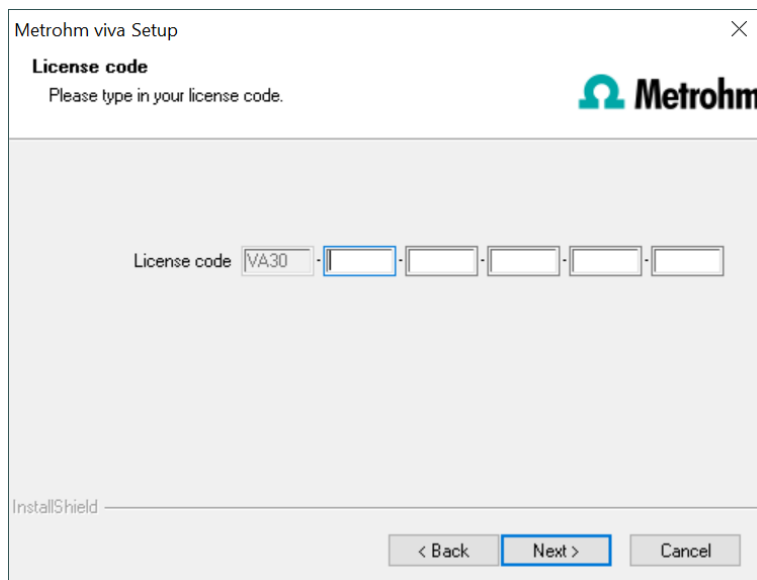 Metrohm viva Setup
License code
Please type in your license code.
Metrohm
License code VA30 - - - - -
InstallShield
< Back Next > Cancel